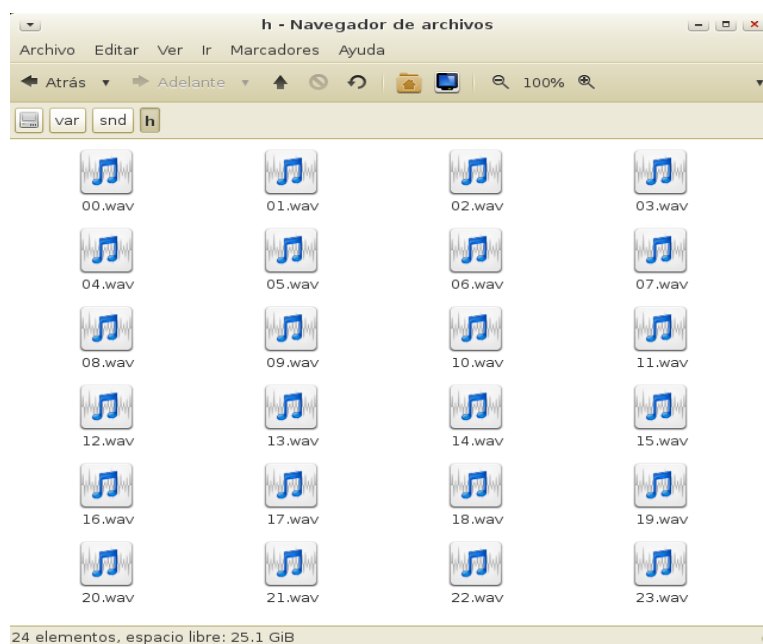 h - Navegador de archivos
Archivo Editar Ver Ir Marcadores Ayuda
Atrás Adelante 100%
var snd h
00.wav 01.wav 02.wav 03.wav
04.wav 05.wav 06.wav 07.wav
08.wav 09.wav 10.wav 11.wav
12.wav 13.wav 14.wav 15.wav
16.wav 17.wav 18.wav 19.wav
20.wav 21.wav 22.wav 23.wav
24 elementos, espacio libre: 25.1 GiB